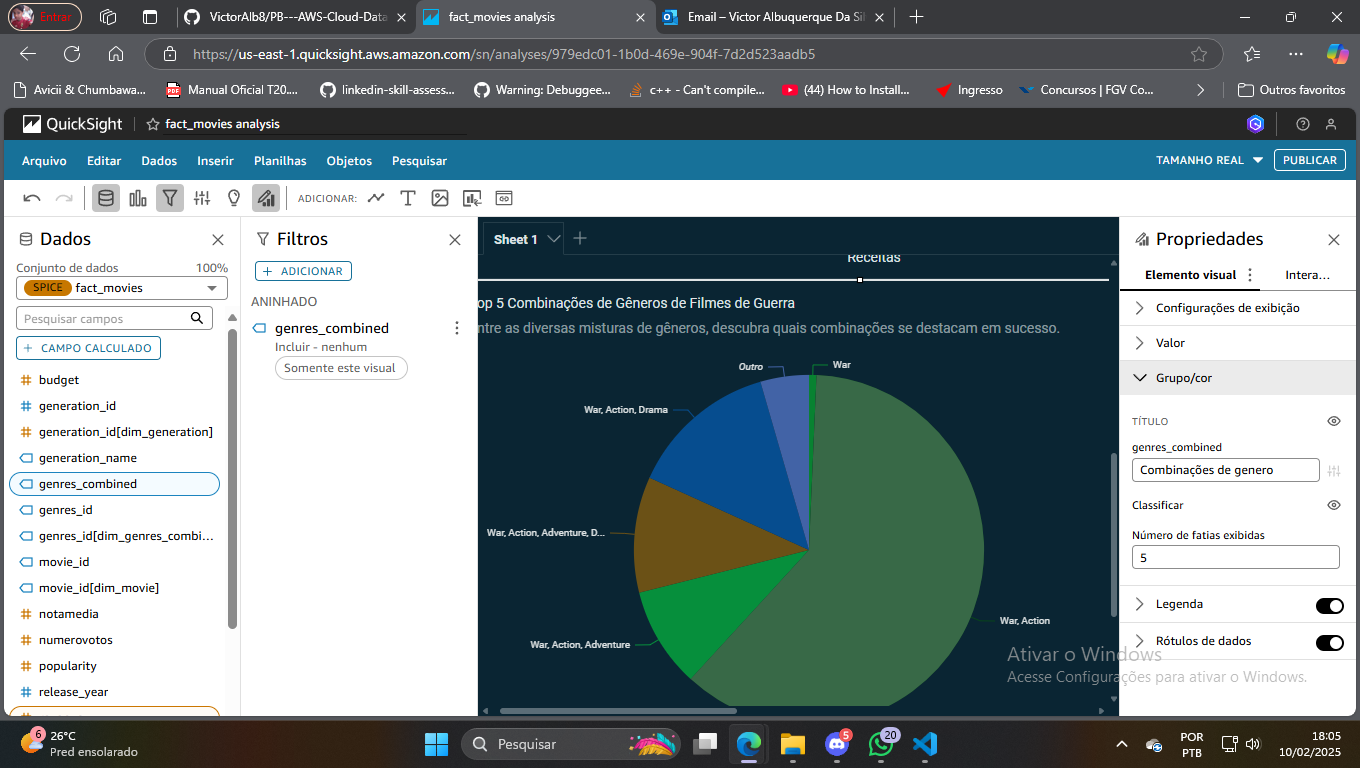 Entrar
VictorAlb8/PB---AWS-Cloud-Data
fact_movies analysis
Email – Victor Albuquerque Da Sil
https://us-east-1.quicksight.aws.amazon.com/sn/analyses/979edc01-1b0d-469e-904f-7d2d523aadb5
Avicii & Chumbawa...
PDF
Manual Oficial T20....
linkedin-skill-assess...
Warning: Debuggee...
c++ - Can't compile...
(44) How to Install...
Ingresso
Concursos | FGV Co...
Outros favoritos
QuickSight
fact_movies analysis
Arquivo
Editar
Dados
Inserir
Planilhas
Objetos
Pesquisar
TAMANHO REAL
PUBLICAR
ADICIONAR:
Dados
Conjunto de dados
100%
SPICE
fact_movies
Pesquisar campos
+ CAMPO CALCULADO
budget
generation_id
generation_id[dim_generation]
generation_name
genres_combined
genres_id
genres_id[dim_genres_combi...
movie_id
movie_id[dim_movie]
notamedia
numerovotos
popularity
release_year
Filtros
+ ADICIONAR
ANINHADO
genres_combined
Incluir - nenhum
Somente este visual
Sheet 1
Receitas
op 5 Combinações de Gêneros de Filmes de Guerra
ntre as diversas misturas de gêneros, descubra quais combinações se destacam em sucesso.
Outro
War
War, Action, Drama
War, Action, Adventure, D...
War, Action, Adventure
War, Action
Propriedades
Elemento visual
Intera...
Configurações de exibição
Valor
Grupo/cor
TÍTULO
genres_combined
Combinações de genero
Classificar
Número de fatias exibidas
5
Legenda
Rótulos de dados
Ativar o Windows
Acesse Configurações para ativar o Windows.
6
26°C
Pred ensolarado
Pesquisar
5
20
POR
PTB
18:05
10/02/2025